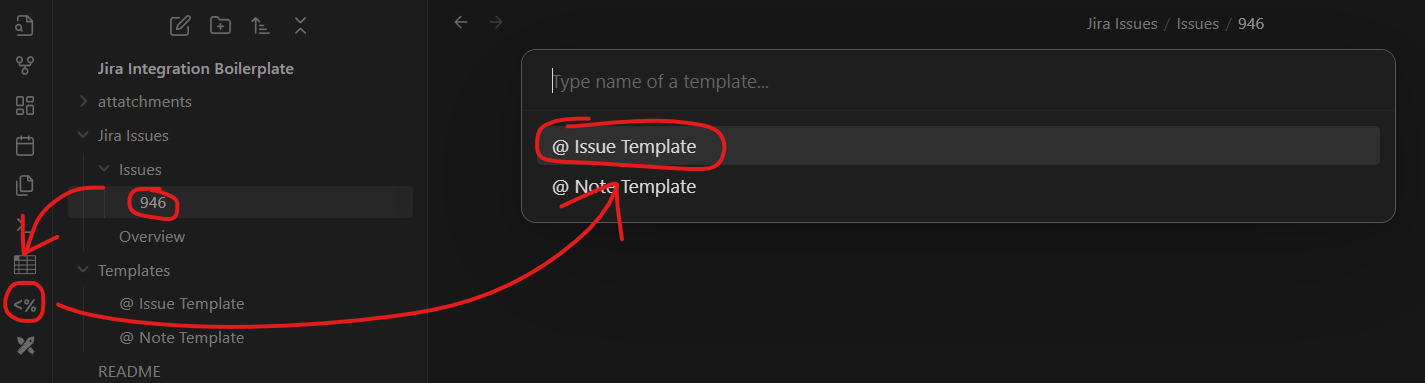 Jira Issues / Issues / 946
Jira Integration Boilerplate
attatchments
Jira Issues
Issues
946
Overview
Templates
@ Issue Template
@ Note Template
README
<%
Type name of a template...
@ Issue Template
@ Note Template